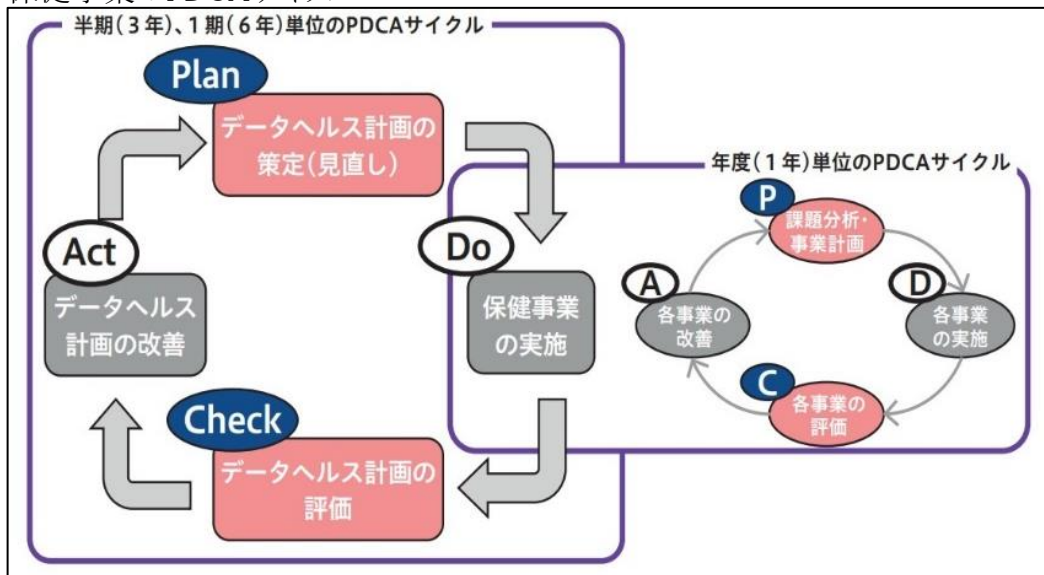 保健事業のPDCAサイクル
半期(3年)、1期(6年)単位のPDCAサイクル
Plan
データヘルス計画の
策定(見直し)
Do
保健事業
の実施
Check
データヘルス計画の
評価
Act
データヘルス
計画の改善
年度(1年)単位のPDCAサイクル
P
課題分析・
事業計画
D
各事業
の実施
C
各事業の
評価
A
各事業の
改善